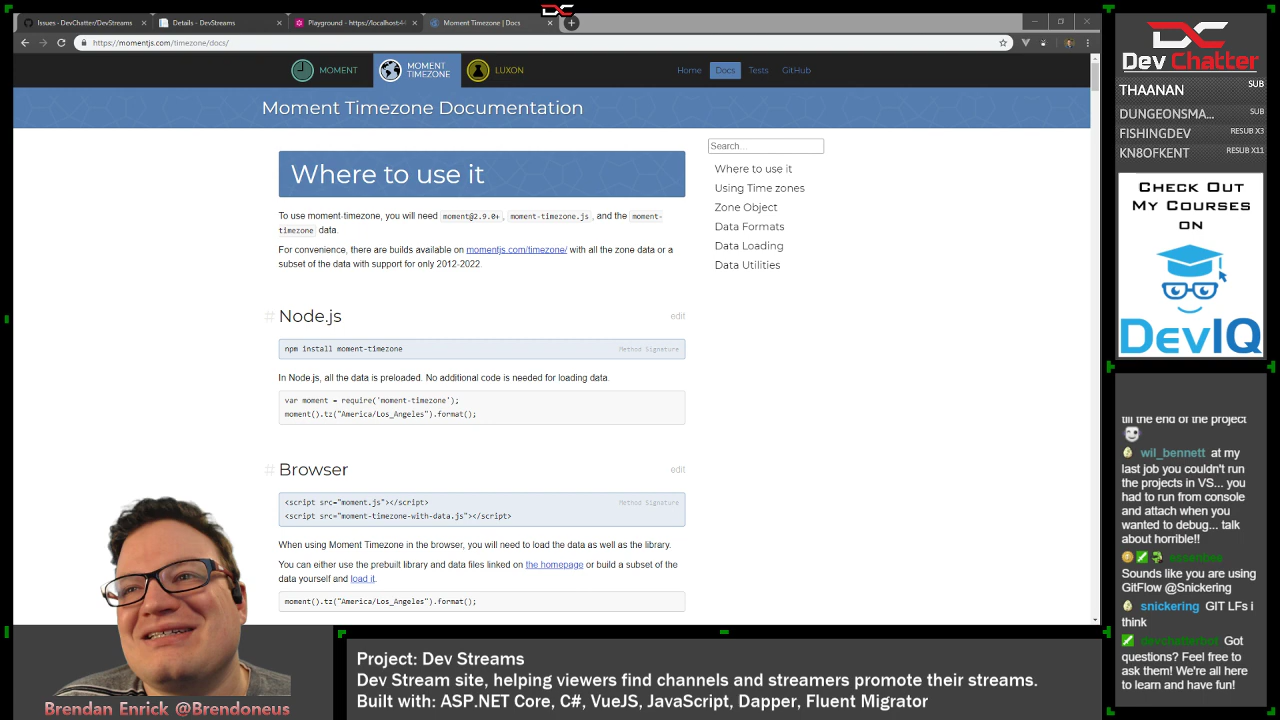 Issues · DevChatter/DevStreams
Details - DevStreams
Playground - https://localhost:44
Moment Timezone | Docs
https://momentjs.com/timezone/docs/
MOMENT
MOMENT
TIMEZONE
LUXON
Home
Docs
Tests
GitHub
Moment Timezone Documentation
Where to use it
To use moment-timezone, you will need moment@2.9.0+, moment-timezone.js, and the moment-
timezone data.
For convenience, there are builds available on momentjs.com/timezone/ with all the zone data or a
subset of the data with support for only 2012-2022.
# Node.js
edit
npm install moment-timezone
Method Signature
In Node.js, all the data is preloaded. No additional code is needed for loading data.
var moment = require('moment-timezone');
moment().tz("America/Los_Angeles").format();
# Browser
edit
<script src="moment.js"></script>
Method Signature
<script src="moment-timezone-with-data.js"></script>
When using Moment Timezone in the browser, you will need to load the data as well as the library.
You can either use the prebuilt library and data files linked on the homepage or build a subset of the
data yourself and load it.
moment().tz("America/Los_Angeles").format();
Search...
Where to use it
Using Time zones
Zone Object
Data Formats
Data Loading
Data Utilities
Dev Chatter
THAANAN SUB
DUNGEONSMA... SUB
FISHINGDEV RESUB X3
KN8OFKENT RESUB X11
CHECK OUT
MY COURSES
ON
DevIQ
till the end of the project
wil_bennett at my
last job you couldn't run
the projects in VS... you
had to run from console
and attach when you
wanted to debug... talk
about horrible!!
essenbee
Sounds like you are using
GitFlow @Snickering
snickering GIT LFs i
think
devchatterbot Got
questions? Feel free to
ask them! We're all here
to learn and have fun!
Brendan Enrick @Brendoneus
Project: Dev Streams
Dev Stream site, helping viewers find channels and streamers promote their streams.
Built with: ASP.NET Core, C#, VueJS, JavaScript, Dapper, Fluent Migrator